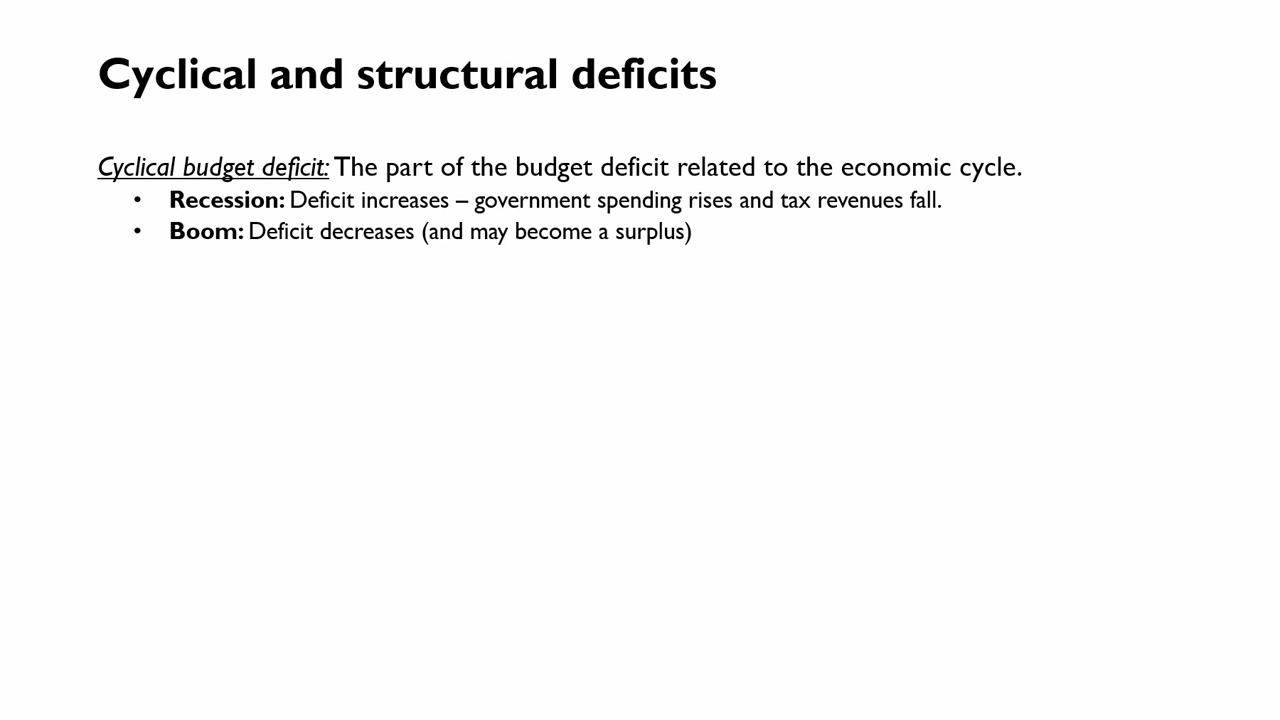 Cyclical and structural deficits
Cyclical budget deficit: The part of the budget deficit related to the economic cycle.
• Recession: Deficit increases – government spending rises and tax revenues fall.
• Boom: Deficit decreases (and may become a surplus)